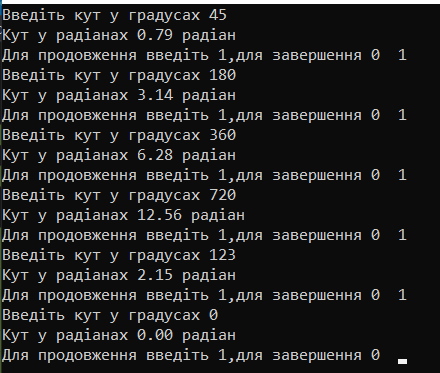 Введіть кут у градусах 45
Кут у радіанах 0.79 радіан
Для продовження введіть 1,для завершення 0  1
Введіть кут у градусах 180
Кут у радіанах 3.14 радіан
Для продовження введіть 1,для завершення 0  1
Введіть кут у градусах 360
Кут у радіанах 6.28 радіан
Для продовження введіть 1,для завершення 0  1
Введіть кут у градусах 720
Кут у радіанах 12.56 радіан
Для продовження введіть 1,для завершення 0  1
Введіть кут у градусах 123
Кут у радіанах 2.15 радіан
Для продовження введіть 1,для завершення 0  1
Введіть кут у градусах 0
Кут у радіанах 0.00 радіан
Для продовження введіть 1,для завершення 0